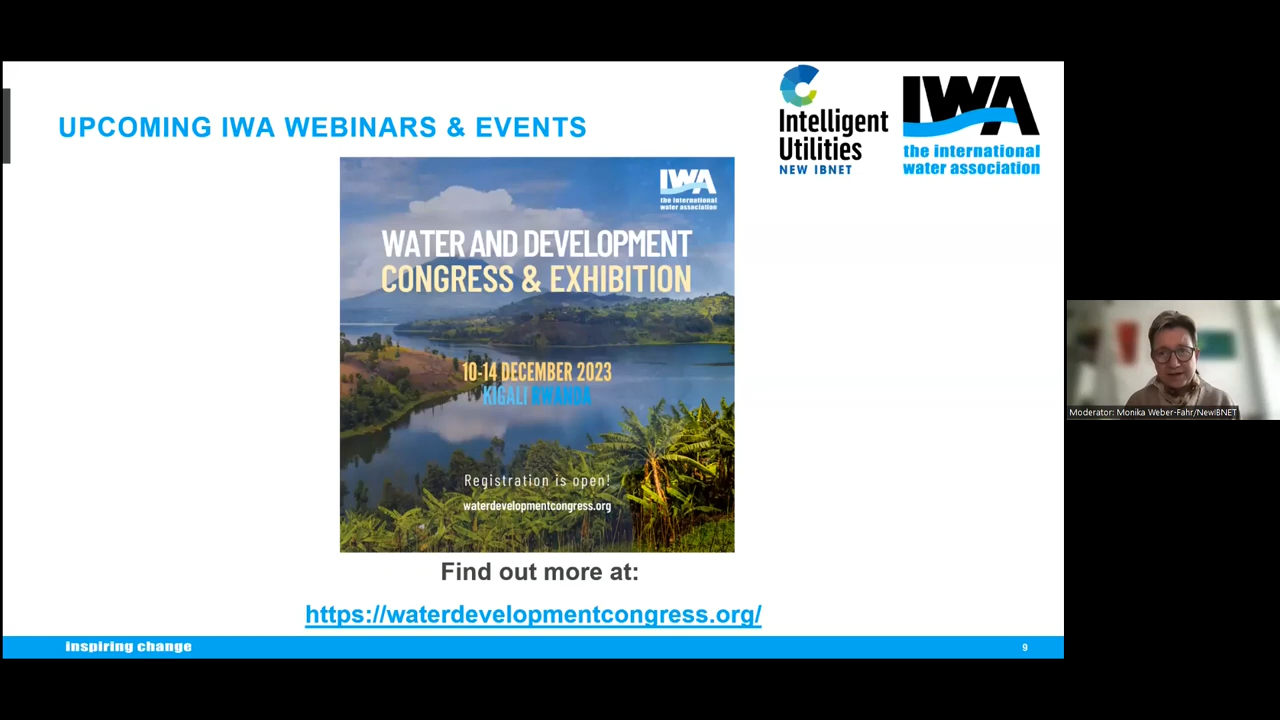 UPCOMING IWA WEBINARS & EVENTS
Intelligent
Utilities
NEW IBNET
IWA
the international
water association
IWA
the international
water association
WATER AND DEVELOPMENT
CONGRESS & EXHIBITION
10-14 DECEMBER 2023
KIGALI RWANDA
Registration is open!
waterdevelopmentcongress.org
Find out more at:
https://waterdevelopmentcongress.org/
inspiring change
9
Moderator: Monika Weber-Fahr/NewIBNET